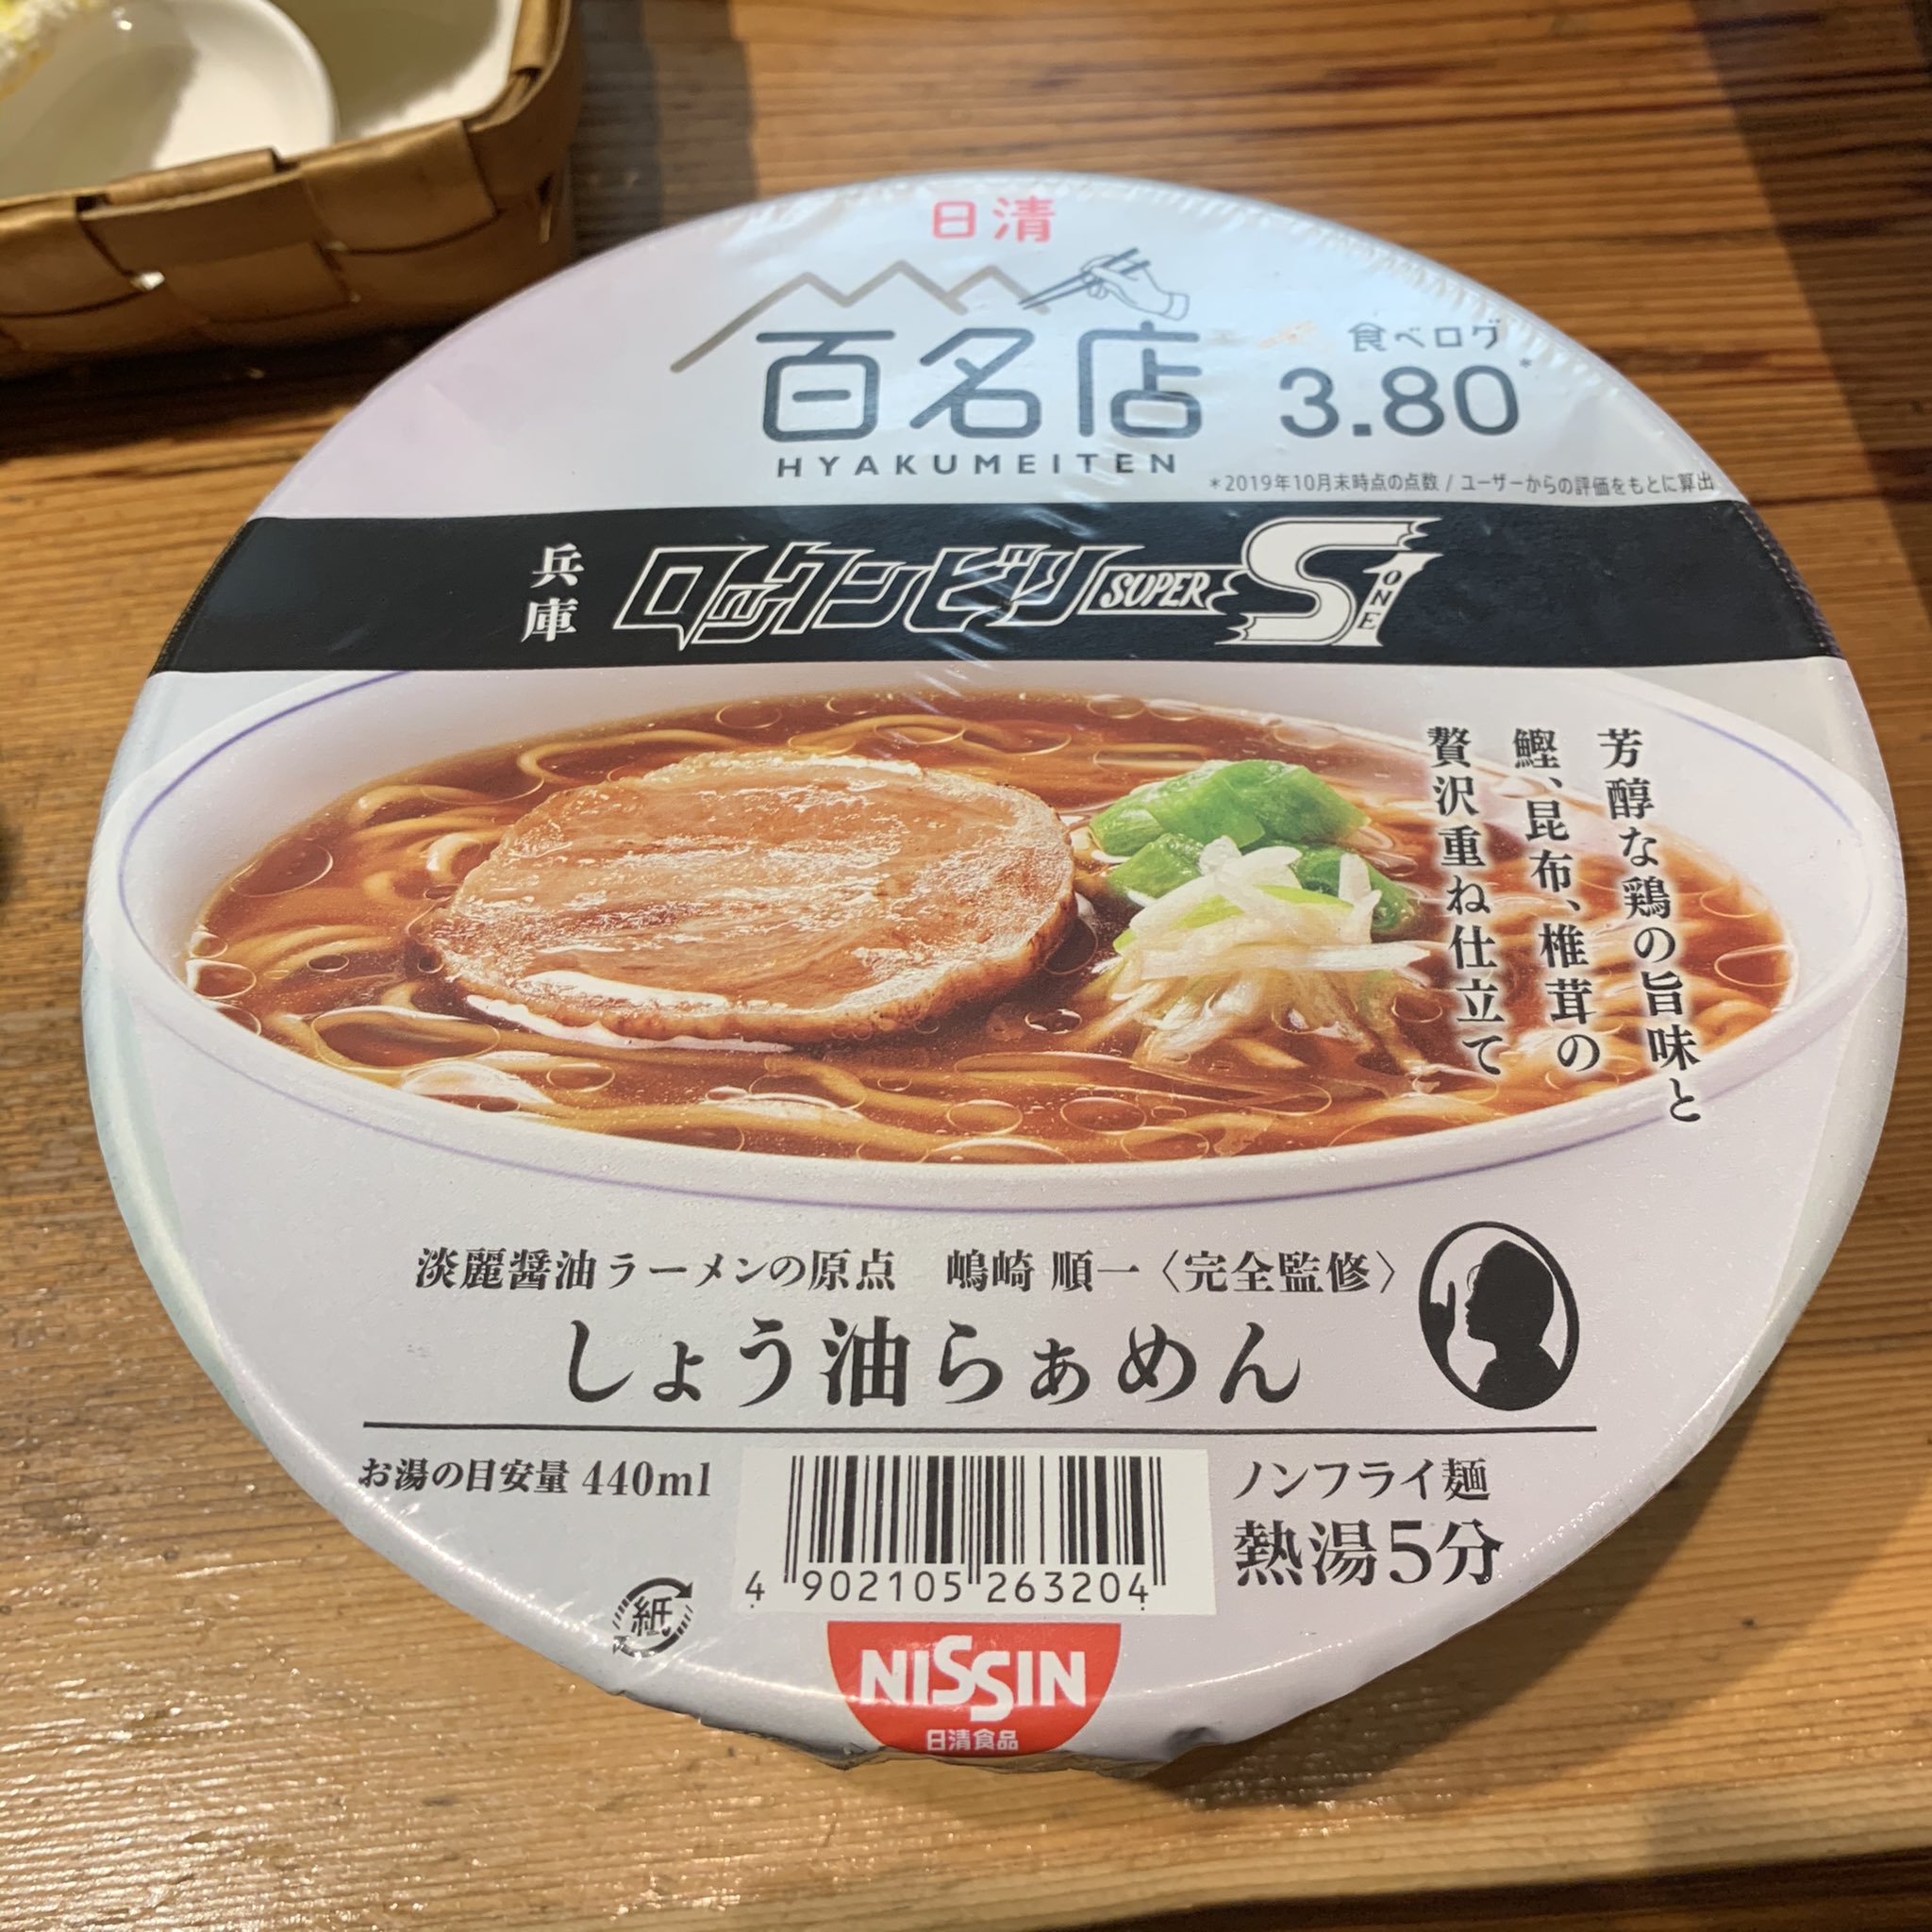 日清
百名店
HYAKUMEITEN
食べログ
3.80*
*2019年10月末時点の点数 / ユーザーからの評価をもとに算出
兵庫
ロックンビリー SUPER S1 ONE
芳醇な鶏の旨味と
鰹、昆布、椎茸の
贅沢重ね仕立て
淡麗醤油ラーメンの原点 嶋崎 順一〈完全監修〉
しょう油らぁめん
お湯の目安量 440ml
ノンフライ麺
熱湯5分
4 902105 263204
紙
NISSIN
日清食品